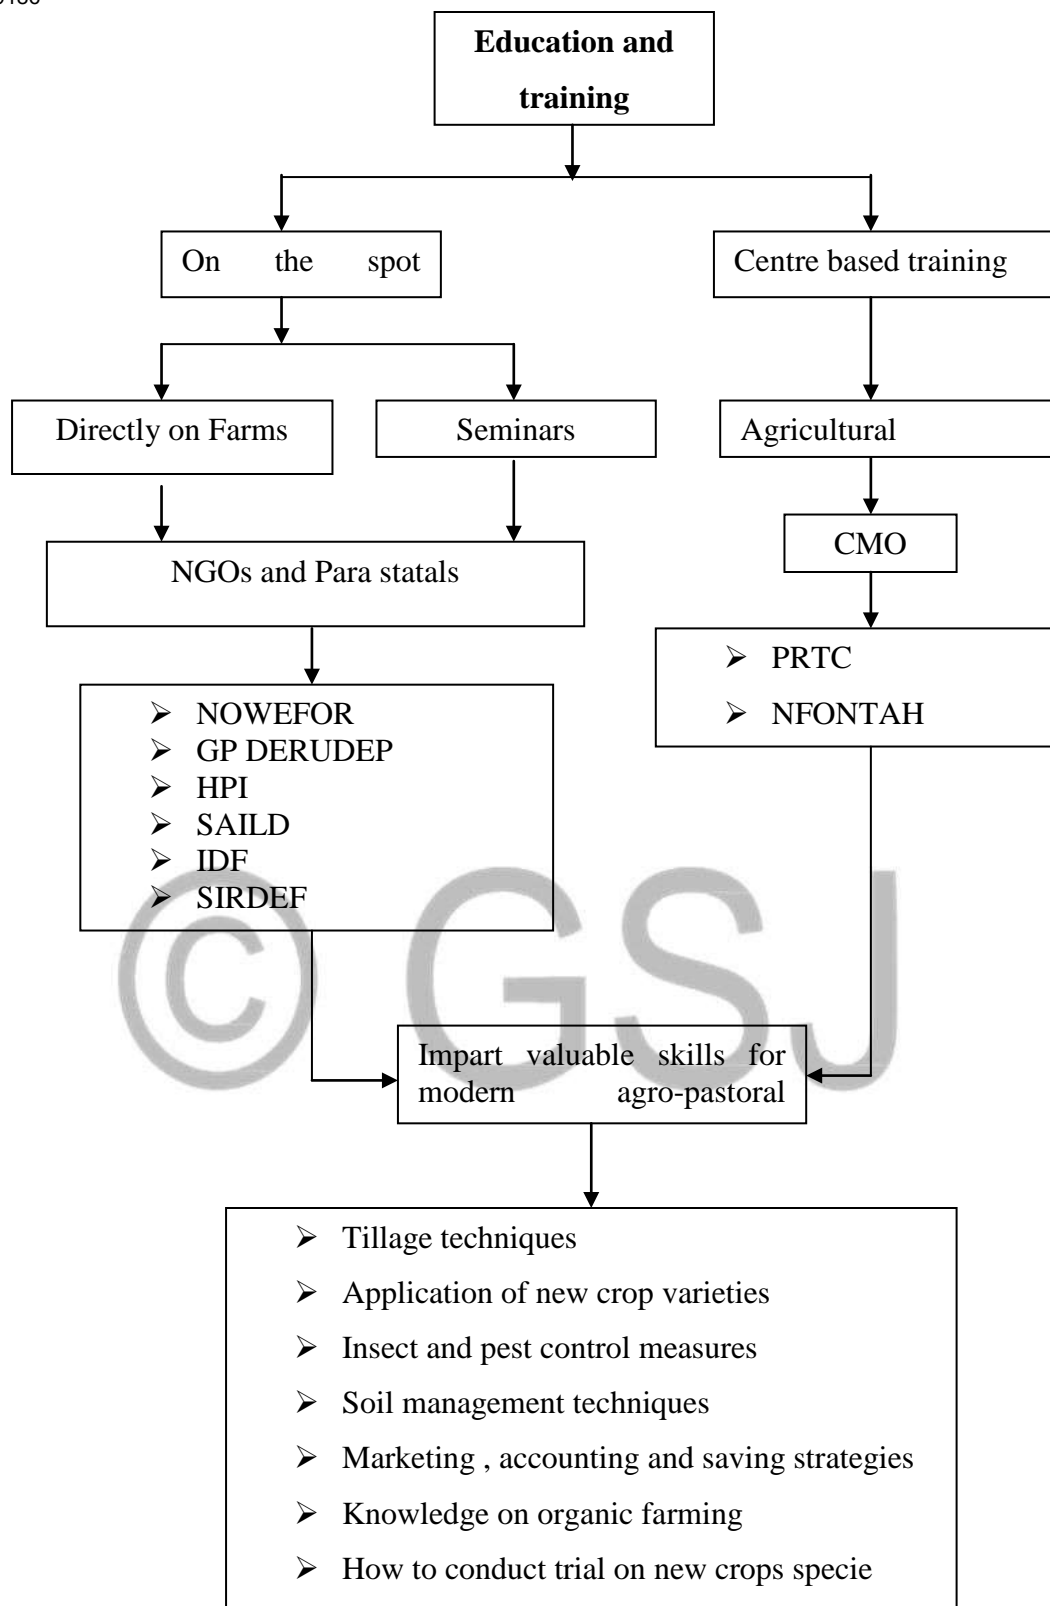 Education and
training
On the spot
Centre based training
Directly on Farms
Seminars
Agricultural
CMO
NGOs and Para statals
➢ PRTC
➢ NFONTAH
➢ NOWEFOR
➢ GP DERUDEP
➢ HPI
➢ SAILD
➢ IDF
➢ SIRDEF
© GSJ
Impart valuable skills for
modern agro-pastoral
➢ Tillage techniques
➢ Application of new crop varieties
➢ Insect and pest control measures
➢ Soil management techniques
➢ Marketing , accounting and saving strategies
➢ Knowledge on organic farming
➢ How to conduct trial on new crops specie